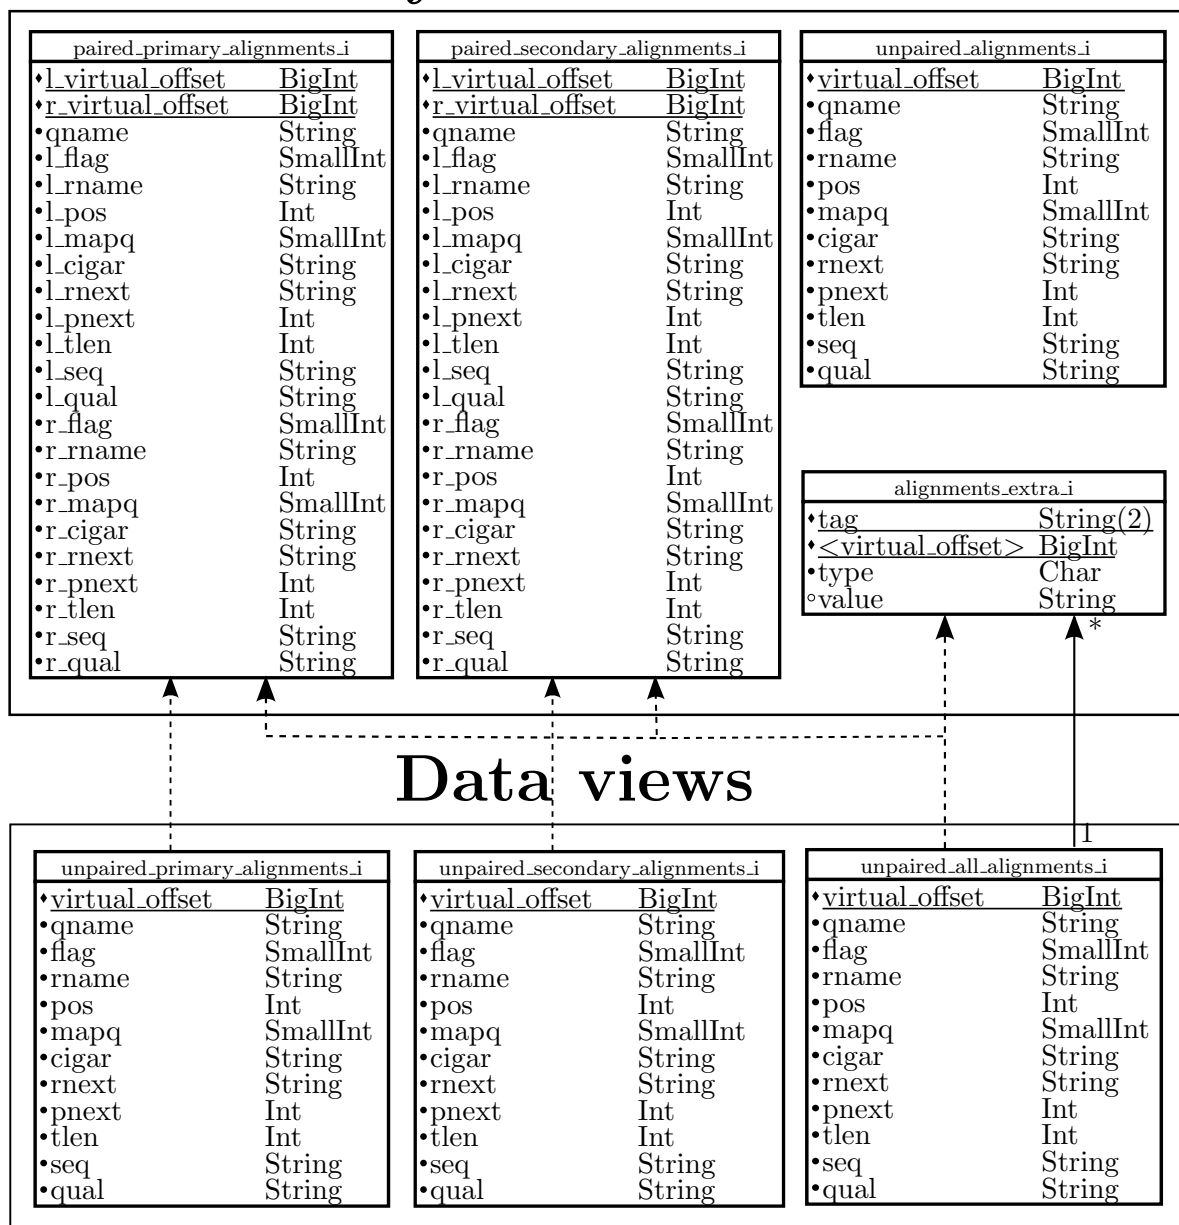 paired_primary_alignments_i
l_virtual_offset BigInt
r_virtual_offset BigInt
qname String
l_flag SmallInt
l_rname String
l_pos Int
l_mapq SmallInt
l_cigar String
l_rnext String
l_pnext Int
l_tlen Int
l_seq String
l_qual String
r_flag SmallInt
r_rname String
r_pos Int
r_mapq SmallInt
r_cigar String
r_rnext String
r_pnext Int
r_tlen Int
r_seq String
r_qual String
paired_secondary_alignments_i
l_virtual_offset BigInt
r_virtual_offset BigInt
qname String
l_flag SmallInt
l_rname String
l_pos Int
l_mapq SmallInt
l_cigar String
l_rnext String
l_pnext Int
l_tlen Int
l_seq String
l_qual String
r_flag SmallInt
r_rname String
r_pos Int
r_mapq SmallInt
r_cigar String
r_rnext String
r_pnext Int
r_tlen Int
r_seq String
r_qual String
unpaired_alignments_i
virtual_offset BigInt
qname String
flag SmallInt
rname String
pos Int
mapq SmallInt
cigar String
rnext String
pnext Int
tlen Int
seq String
qual String
alignments_extra_i
tag String(2)
<virtual_offset> BigInt
type Char
value String
*
Data views
1
unpaired_primary_alignments_i
virtual_offset BigInt
qname String
flag SmallInt
rname String
pos Int
mapq SmallInt
cigar String
rnext String
pnext Int
tlen Int
seq String
qual String
unpaired_secondary_alignments_i
virtual_offset BigInt
qname String
flag SmallInt
rname String
pos Int
mapq SmallInt
cigar String
rnext String
pnext Int
tlen Int
seq String
qual String
unpaired_all_alignments_i
virtual_offset BigInt
qname String
flag SmallInt
rname String
pos Int
mapq SmallInt
cigar String
rnext String
pnext Int
tlen Int
seq String
qual String